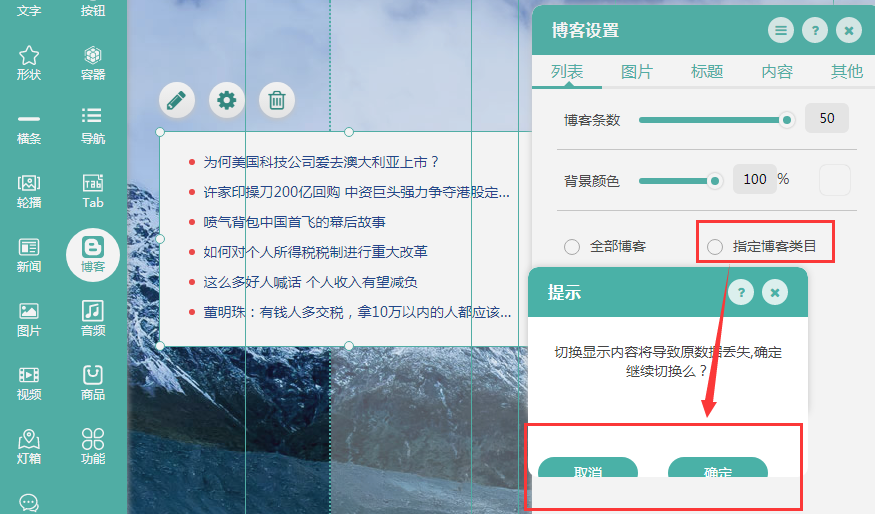 文字
按钮
形状
容器
横条
导航
轮播
Tab
新闻
博客
图片
音频
视频
商品
灯箱
功能
为何美国科技公司爱去澳大利亚上市？
许家印操刀200亿回购 中资巨头强力争夺港股定...
喷气背包中国首飞的幕后故事
如何对个人所得税税制进行重大改革
这么多好人喊话 个人收入有望减负
董明珠：有钱人多交税，拿10万以内的人都应该...
博客设置
列表 图片 标题 内容 其他
博客条数 50
背景颜色 100 %
全部博客 指定博客类目
提示
切换显示内容将导致原数据丢失,确定
继续切换么？
取消 确定